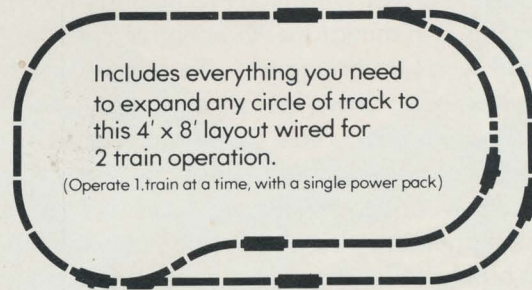 Includes everything you need
to expand any circle of track to
this 4' x 8' layout wired for
2 train operation.
(Operate 1.train at a time, with a single power pack)